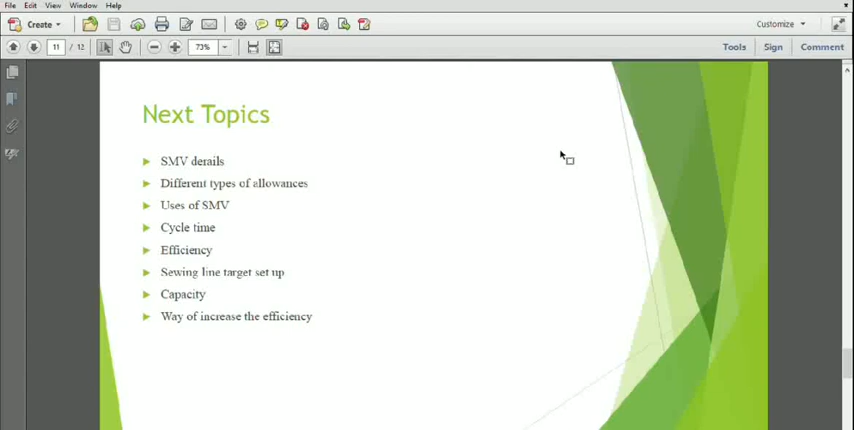 File Edit View Window Help
Create Customize
11 / 12 73% Tools Sign Comment
Next Topics
SMV derails
Different types of allowances
Uses of SMV
Cycle time
Efficiency
Sewing line target set up
Capacity
Way of increase the efficiency